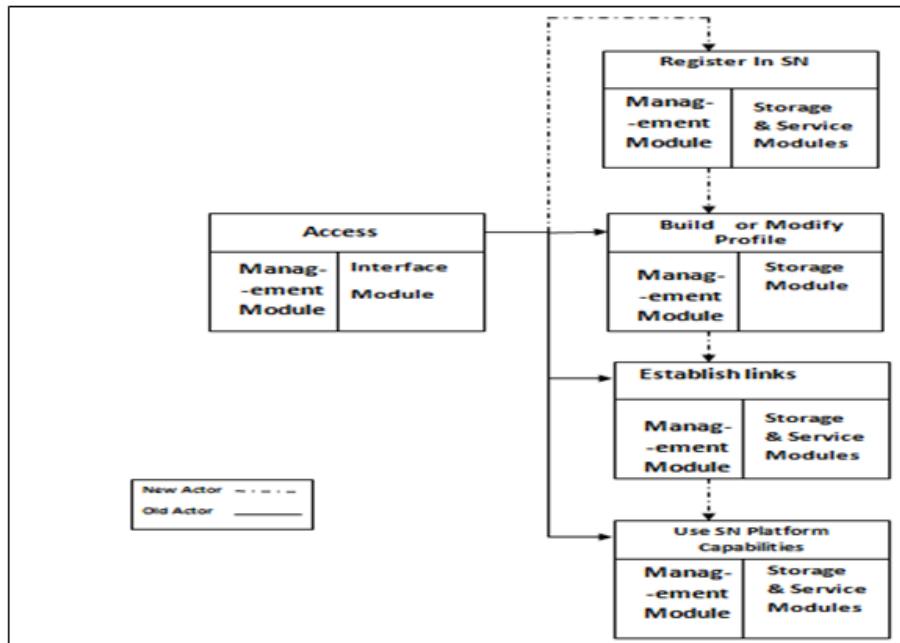 Register In SN
Manag-
-ement
Module
Storage
& Service
Modules
Access
Manag-
-ement
Module
Interface
Module
Build or Modify
Profile
Manag-
-ement
Module
Storage
Module
Establish links
Manag-
-ement
Module
Storage
& Service
Modules
New Actor
Old Actor
Use SN Platform
Capabilities
Manag-
-ement
Module
Storage
& Service
Modules